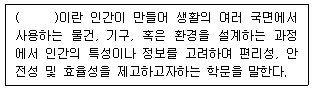 (     )이란 인간이 만들어 생활의 여러 국면에서
사용하는 물건, 기구, 혹은 환경을 설계하는 과정
에서 인간의 특성이나 정보를 고려하여 편리성, 안
전성 및 효율성을 제고하고자하는 학문을 말한다.